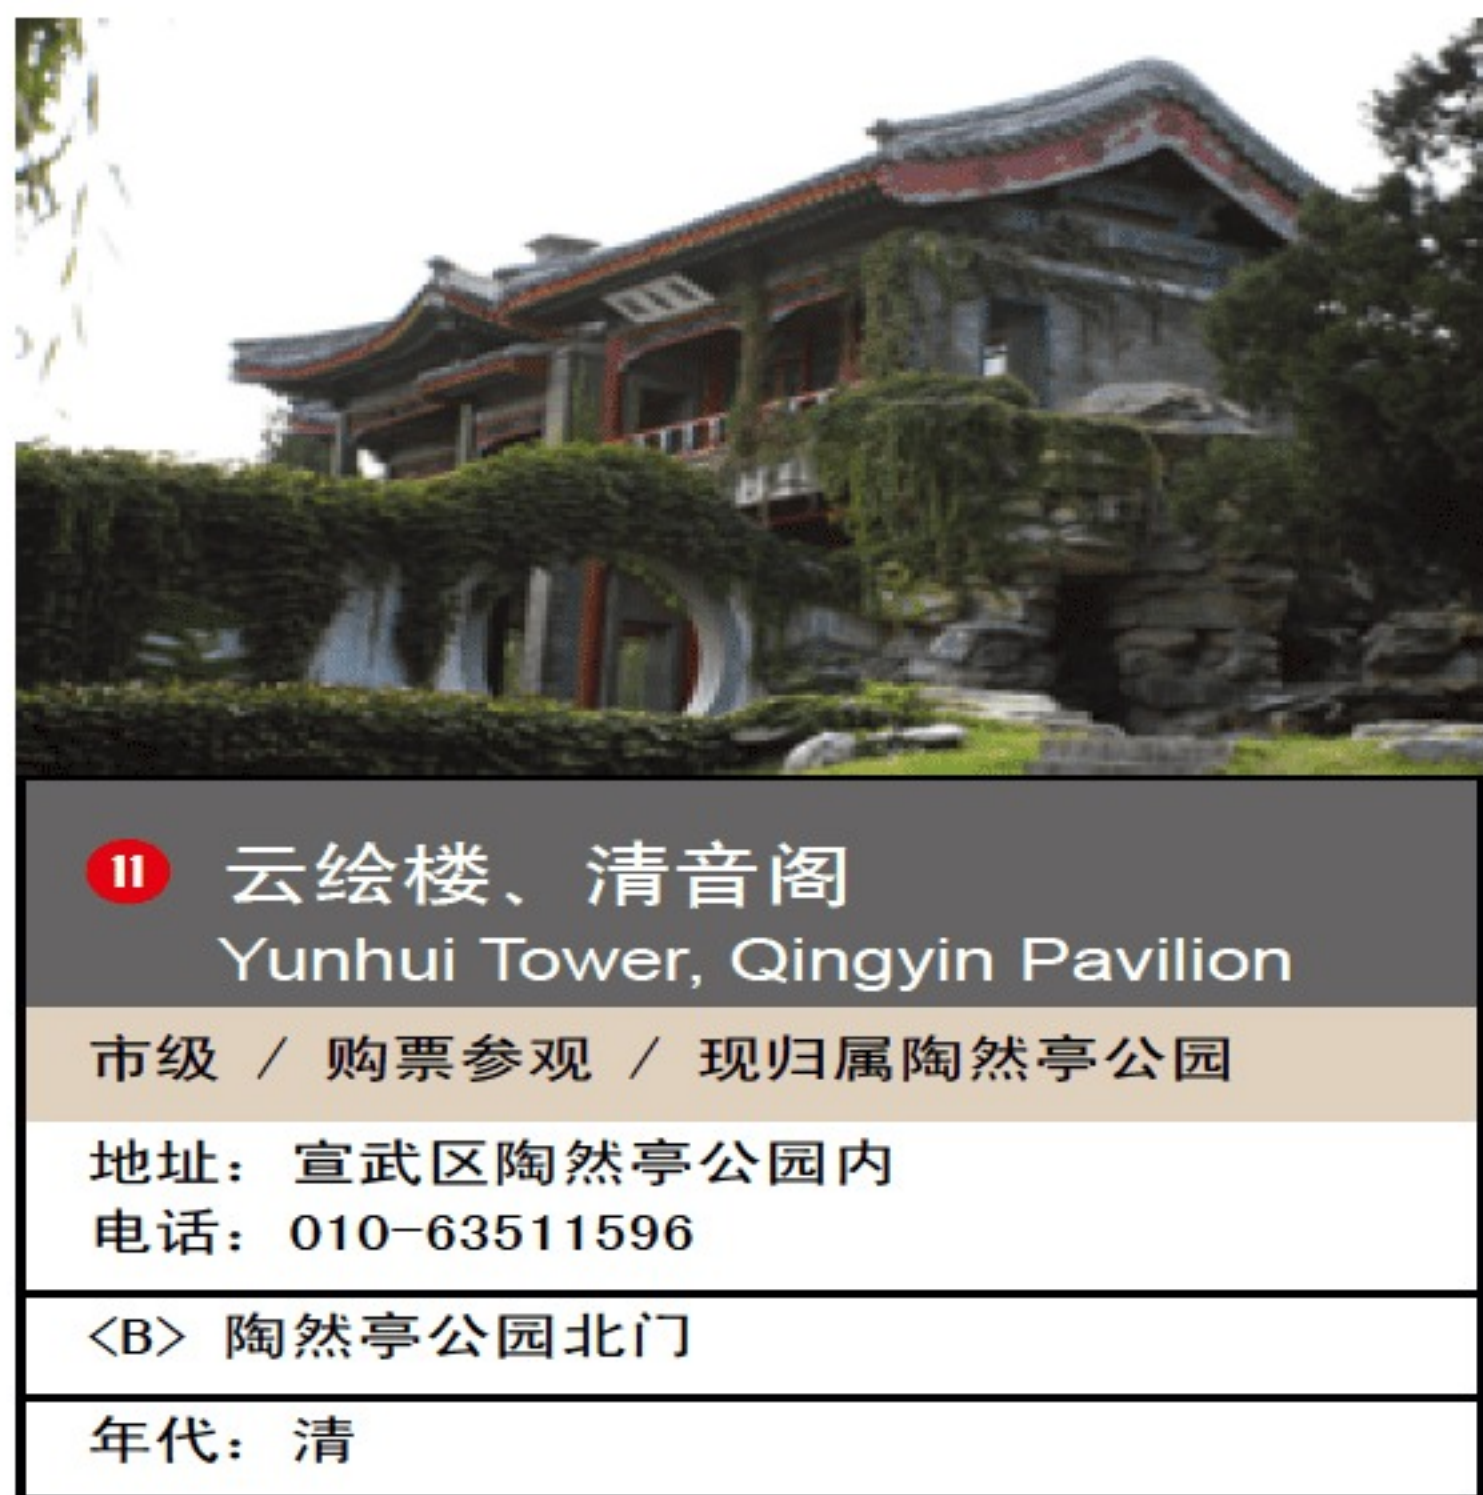 11 云绘楼、清音阁
Yunhui Tower, Qingyin Pavilion
市级 / 购票参观 / 现归属陶然亭公园
地址: 宣武区陶然亭公园内
电话: 010-63511596
<B> 陶然亭公园北门
年代: 清